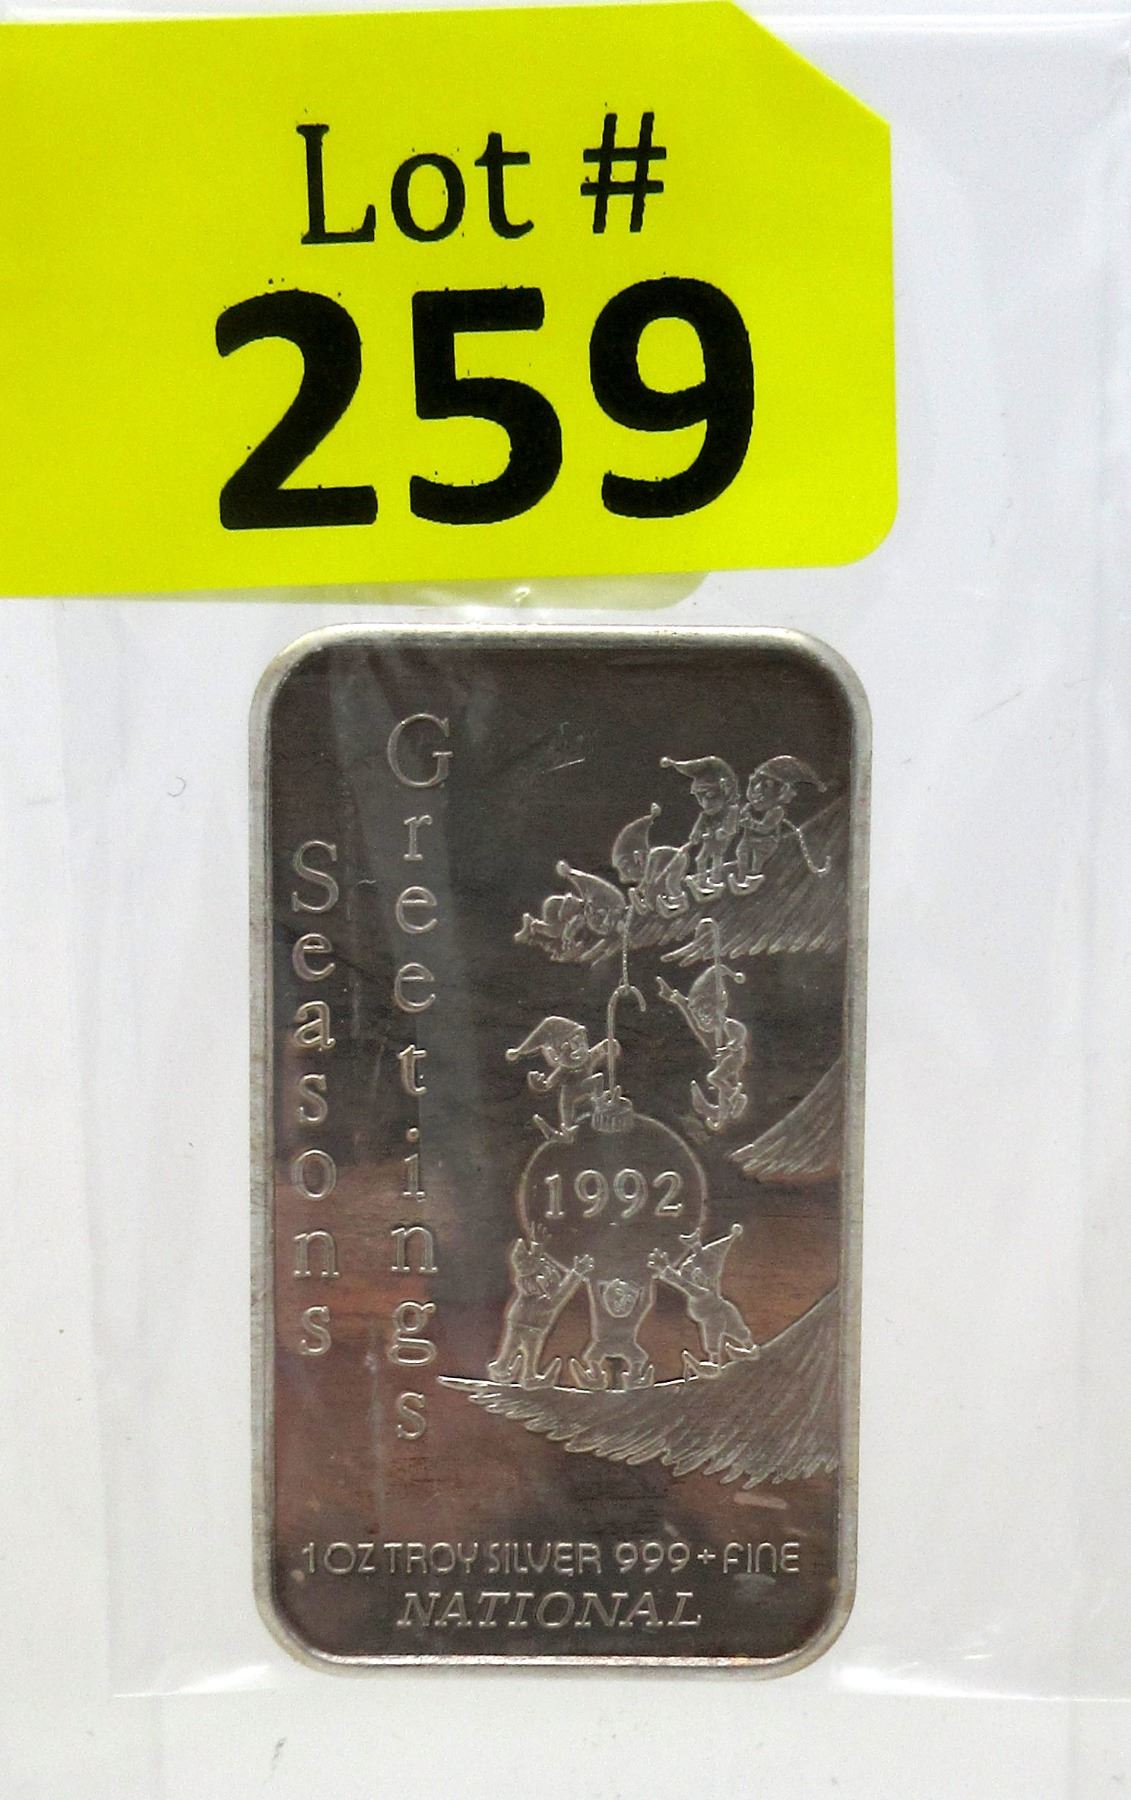 Lot #
259
Seasons
Greetings
1992
1 OZ TROY SILVER 999+ FINE
NATIONAL